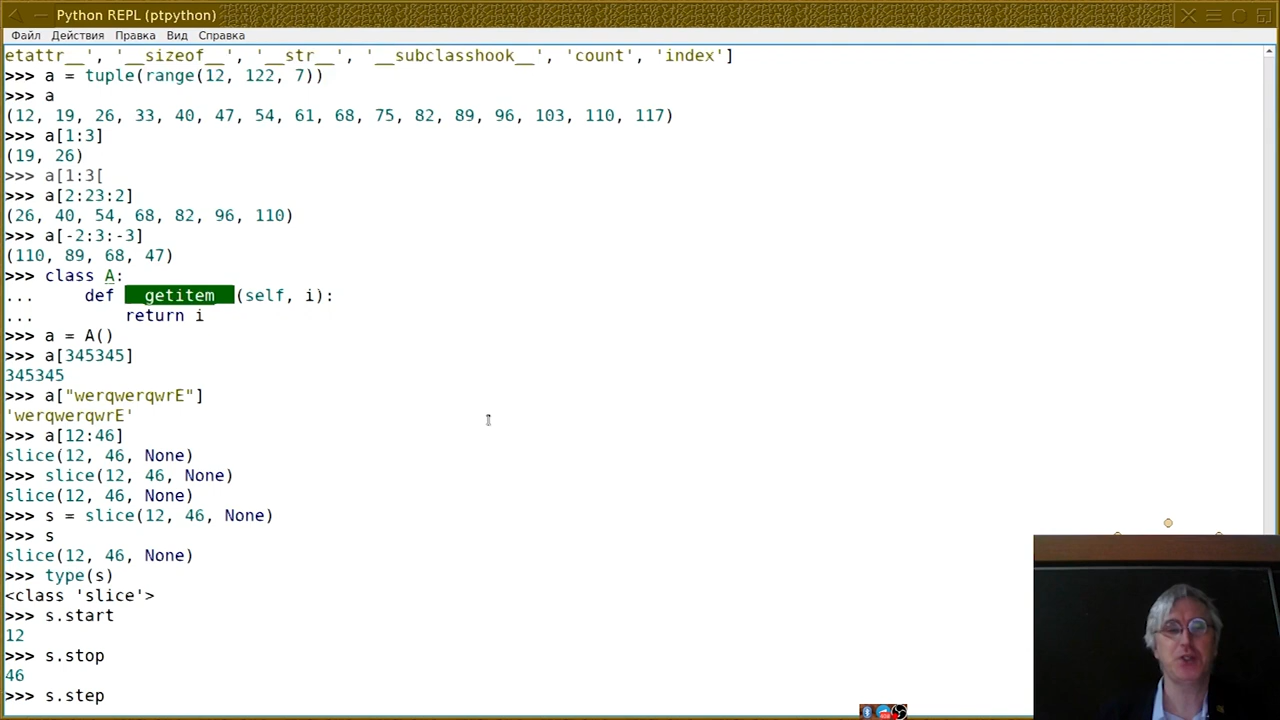 Python REPL (ptpython)
Файл Действия Правка Вид Справка
etattr__', '__sizeof__', '__str__', '__subclasshook__', 'count', 'index']
>>> a = tuple(range(12, 122, 7))
>>> a
(12, 19, 26, 33, 40, 47, 54, 61, 68, 75, 82, 89, 96, 103, 110, 117)
>>> a[1:3]
(19, 26)
>>> a[1:3[
>>> a[2:23:2]
(26, 40, 54, 68, 82, 96, 110)
>>> a[-2:3:-3]
(110, 89, 68, 47)
>>> class A:
...     def __getitem__(self, i):
...         return i
>>> a = A()
>>> a[345345]
345345
>>> a["werqwerqwrE"]
'werqwerqwrE'
>>> a[12:46]
slice(12, 46, None)
>>> slice(12, 46, None)
slice(12, 46, None)
>>> s = slice(12, 46, None)
>>> s
slice(12, 46, None)
>>> type(s)
<class 'slice'>
>>> s.start
12
>>> s.stop
46
>>> s.step